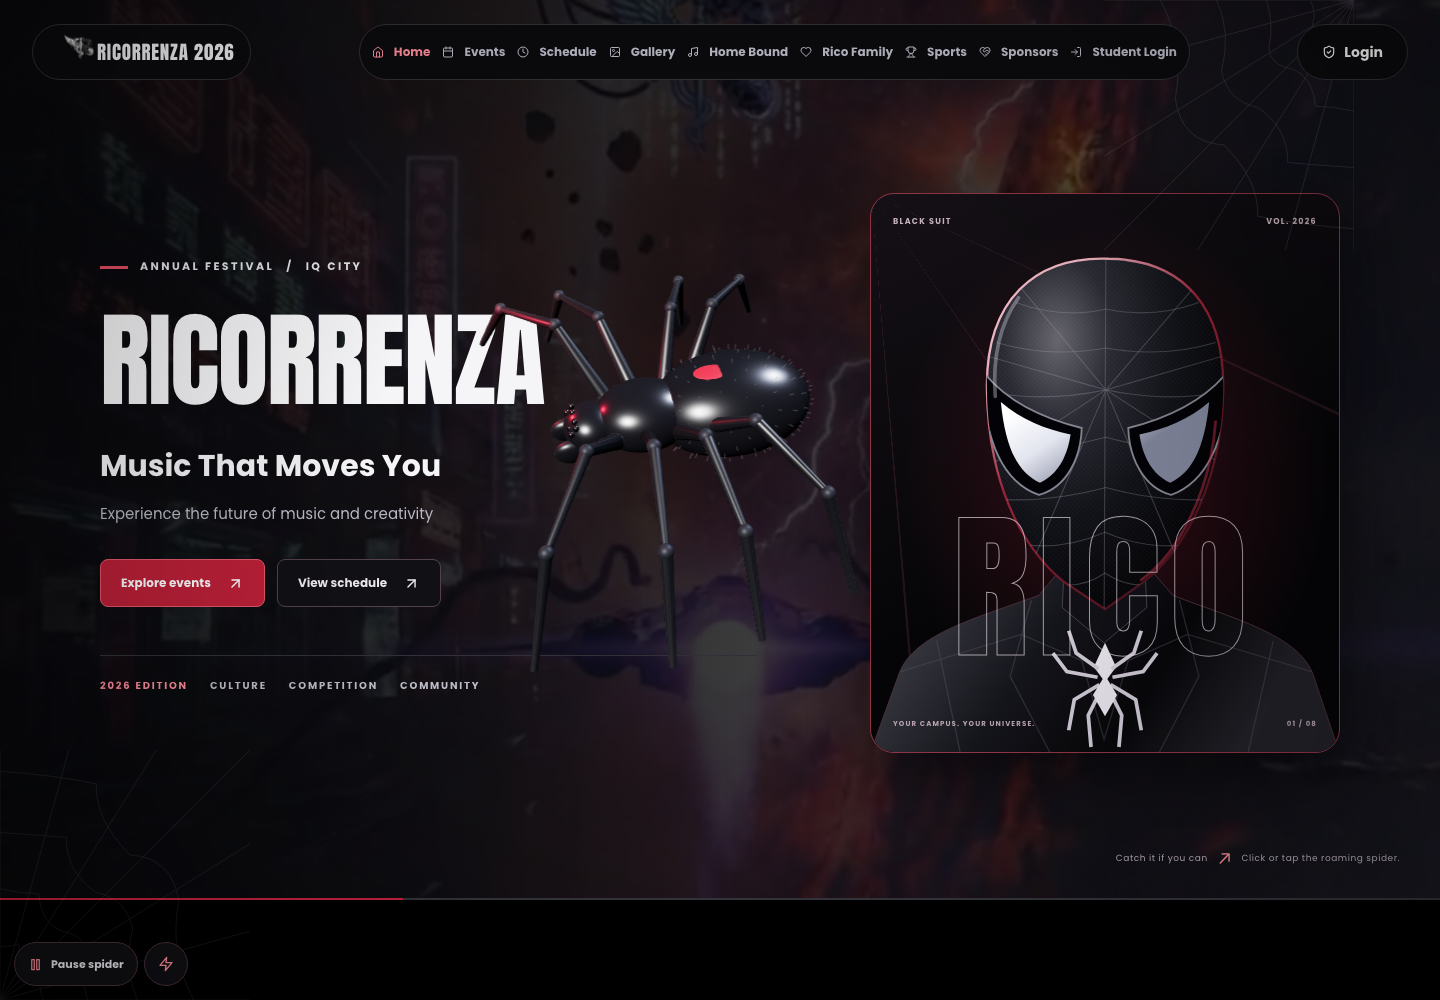 RICORRENZA 2026
Home Events Schedule Gallery Home Bound Rico Family Sports Sponsors Student Login
Login
BLACK SUIT
VOL. 2026
ANNUAL FESTIVAL / IQ CITY
RICORRENZA
Music That Moves You
Experience the future of music and creativity
Explore events
View schedule
2026 EDITION CULTURE COMPETITION COMMUNITY
RICO
YOUR CAMPUS. YOUR UNIVERSE.
01 / 08
Catch it if you can Click or tap the roaming spider.
Pause spider